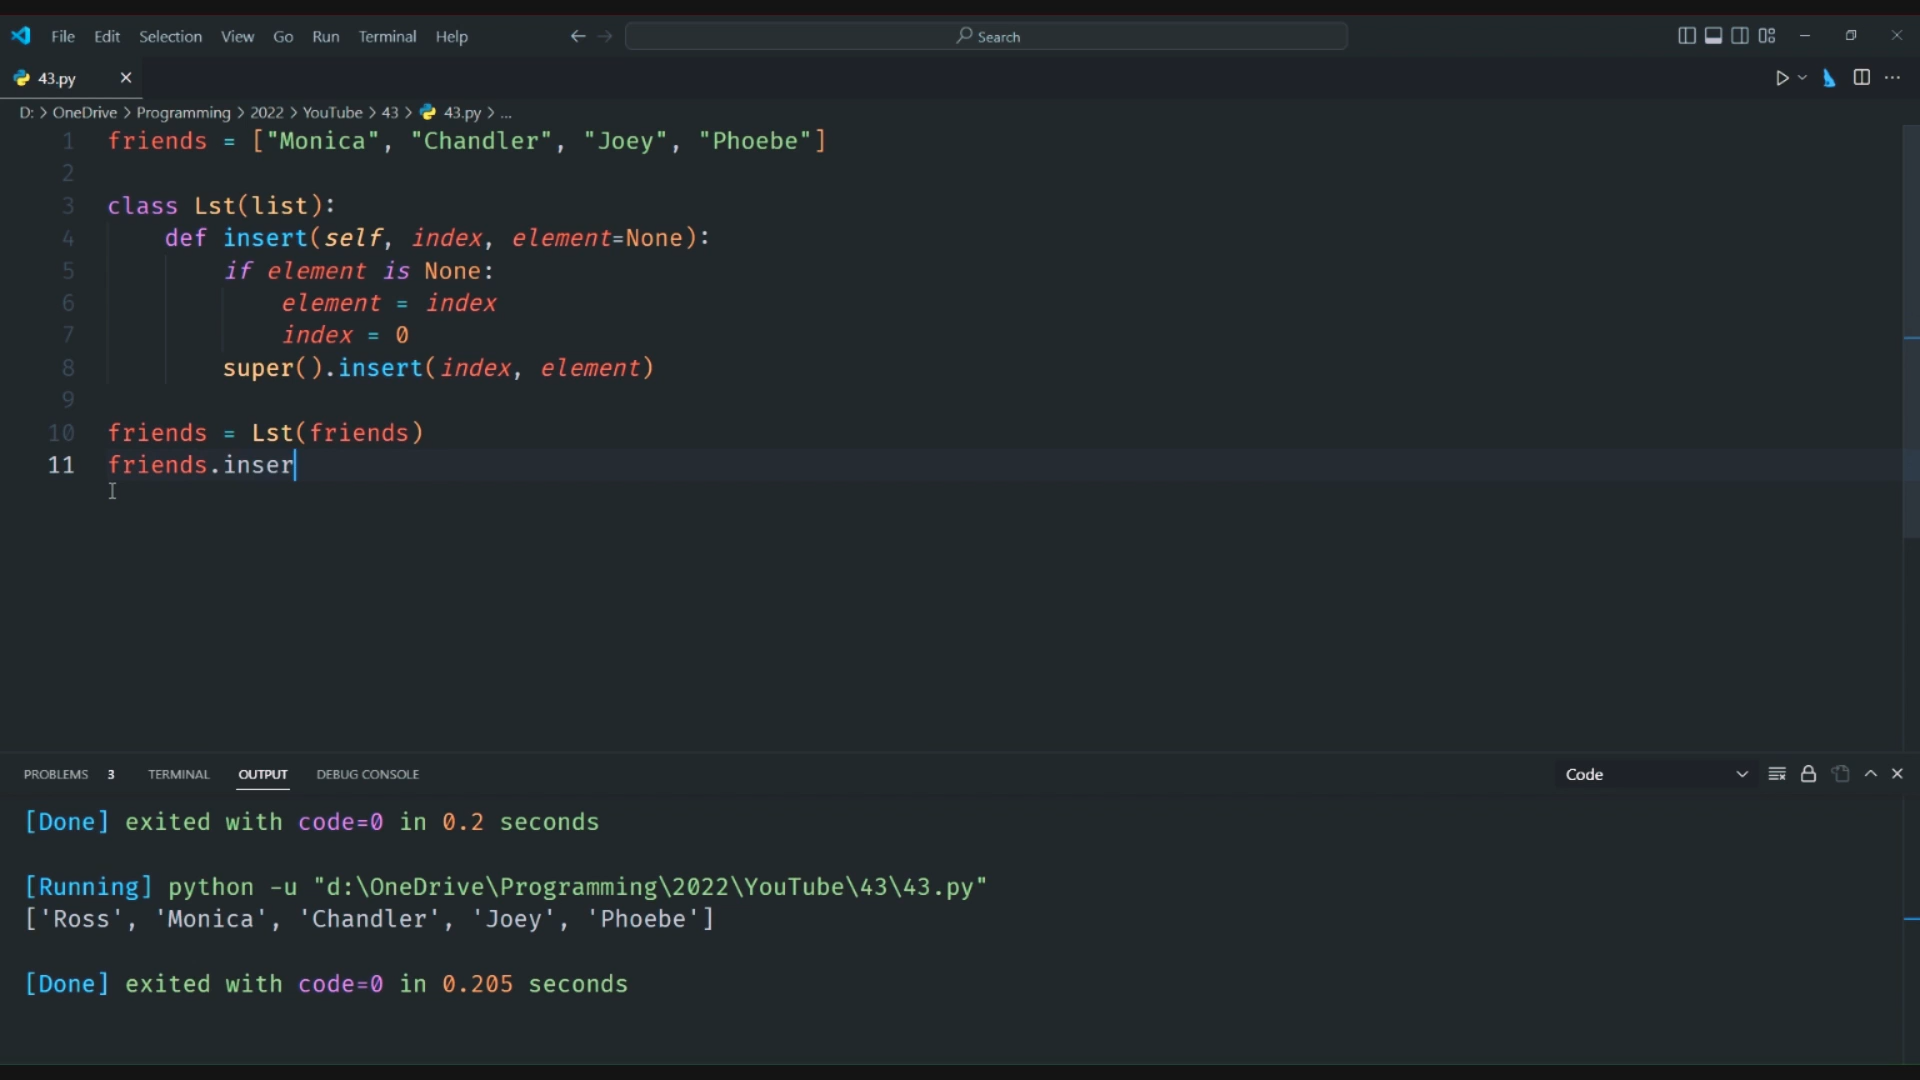 File Edit Selection View Go Run Terminal Help Search
43.py
D: > OneDrive > Programming > 2022 > YouTube > 43 > 43.py > ...
1 friends = ["Monica", "Chandler", "Joey", "Phoebe"]
2
3 class Lst(list):
4     def insert(self, index, element=None):
5         if element is None:
6             element = index
7             index = 0
8         super().insert(index, element)
9
10 friends = Lst(friends)
11 friends.inser
PROBLEMS 3 TERMINAL OUTPUT DEBUG CONSOLE Code
[Done] exited with code=0 in 0.2 seconds
[Running] python -u "d:\OneDrive\Programming\2022\YouTube\43\43.py"
['Ross', 'Monica', 'Chandler', 'Joey', 'Phoebe']
[Done] exited with code=0 in 0.205 seconds